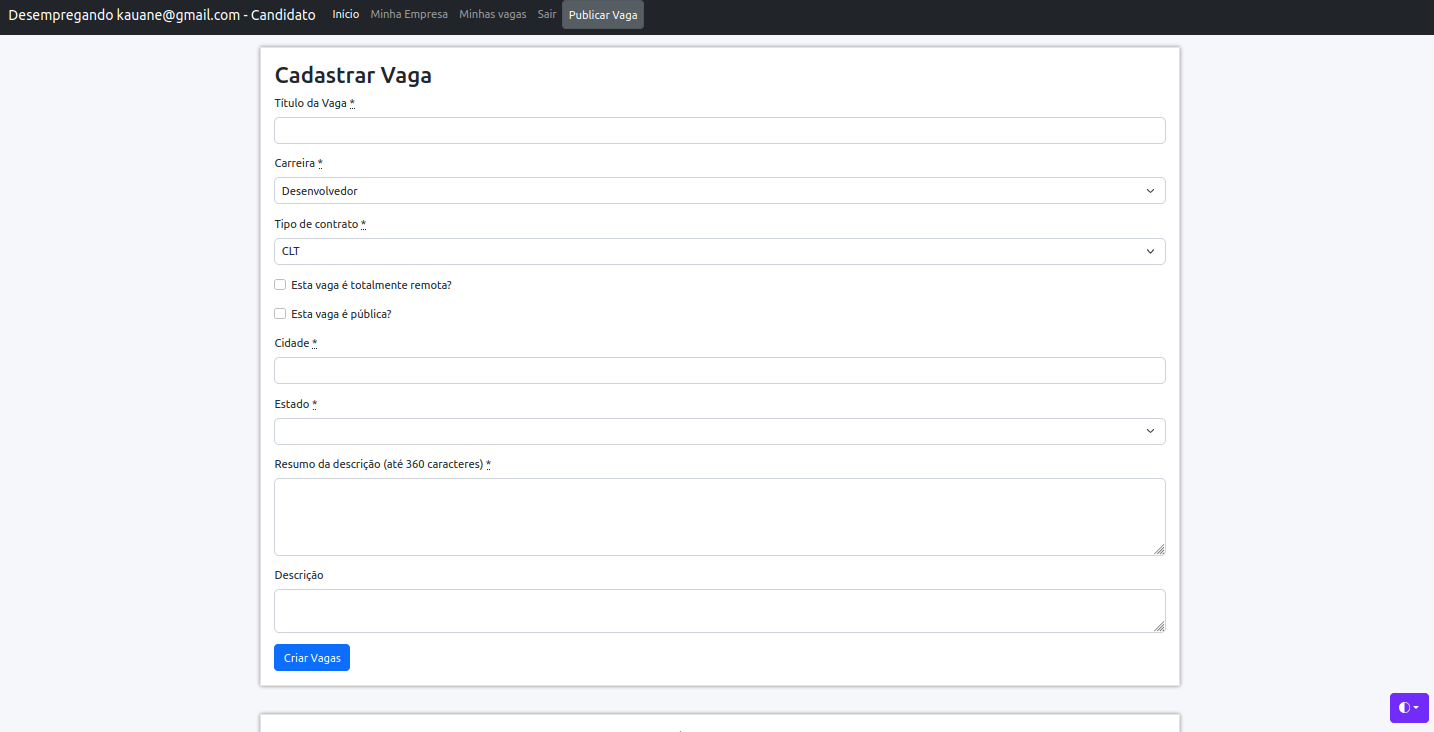 Desempregando kauane@gmail.com - Candidato Início Minha Empresa Minhas vagas Sair Publicar Vaga
Cadastrar Vaga
Título da Vaga *
Carreira *
Desenvolvedor
Tipo de contrato *
CLT
Esta vaga é totalmente remota?
Esta vaga é pública?
Cidade *
Estado *
Resumo da descrição (até 360 caracteres) *
Descrição
Criar Vagas